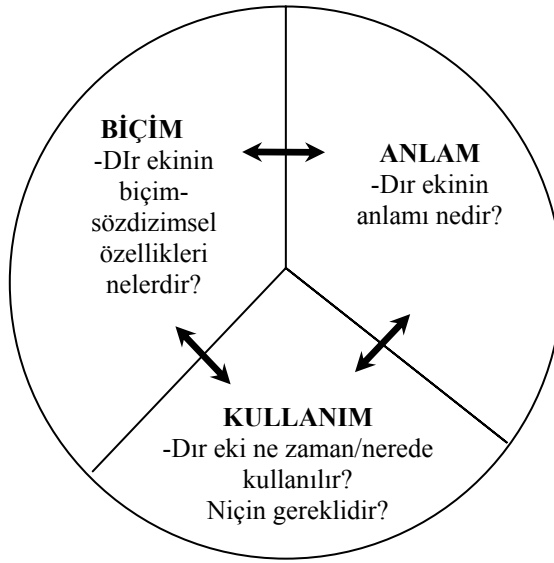 BİÇİM
-DIr ekinin
biçim-
sözdizimsel
özellikleri
nelerdir?
ANLAM
-Dır ekinin
anlamı nedir?
KULLANIM
-Dır eki ne zaman/nerede
kullanılır?
Niçin gereklidir?